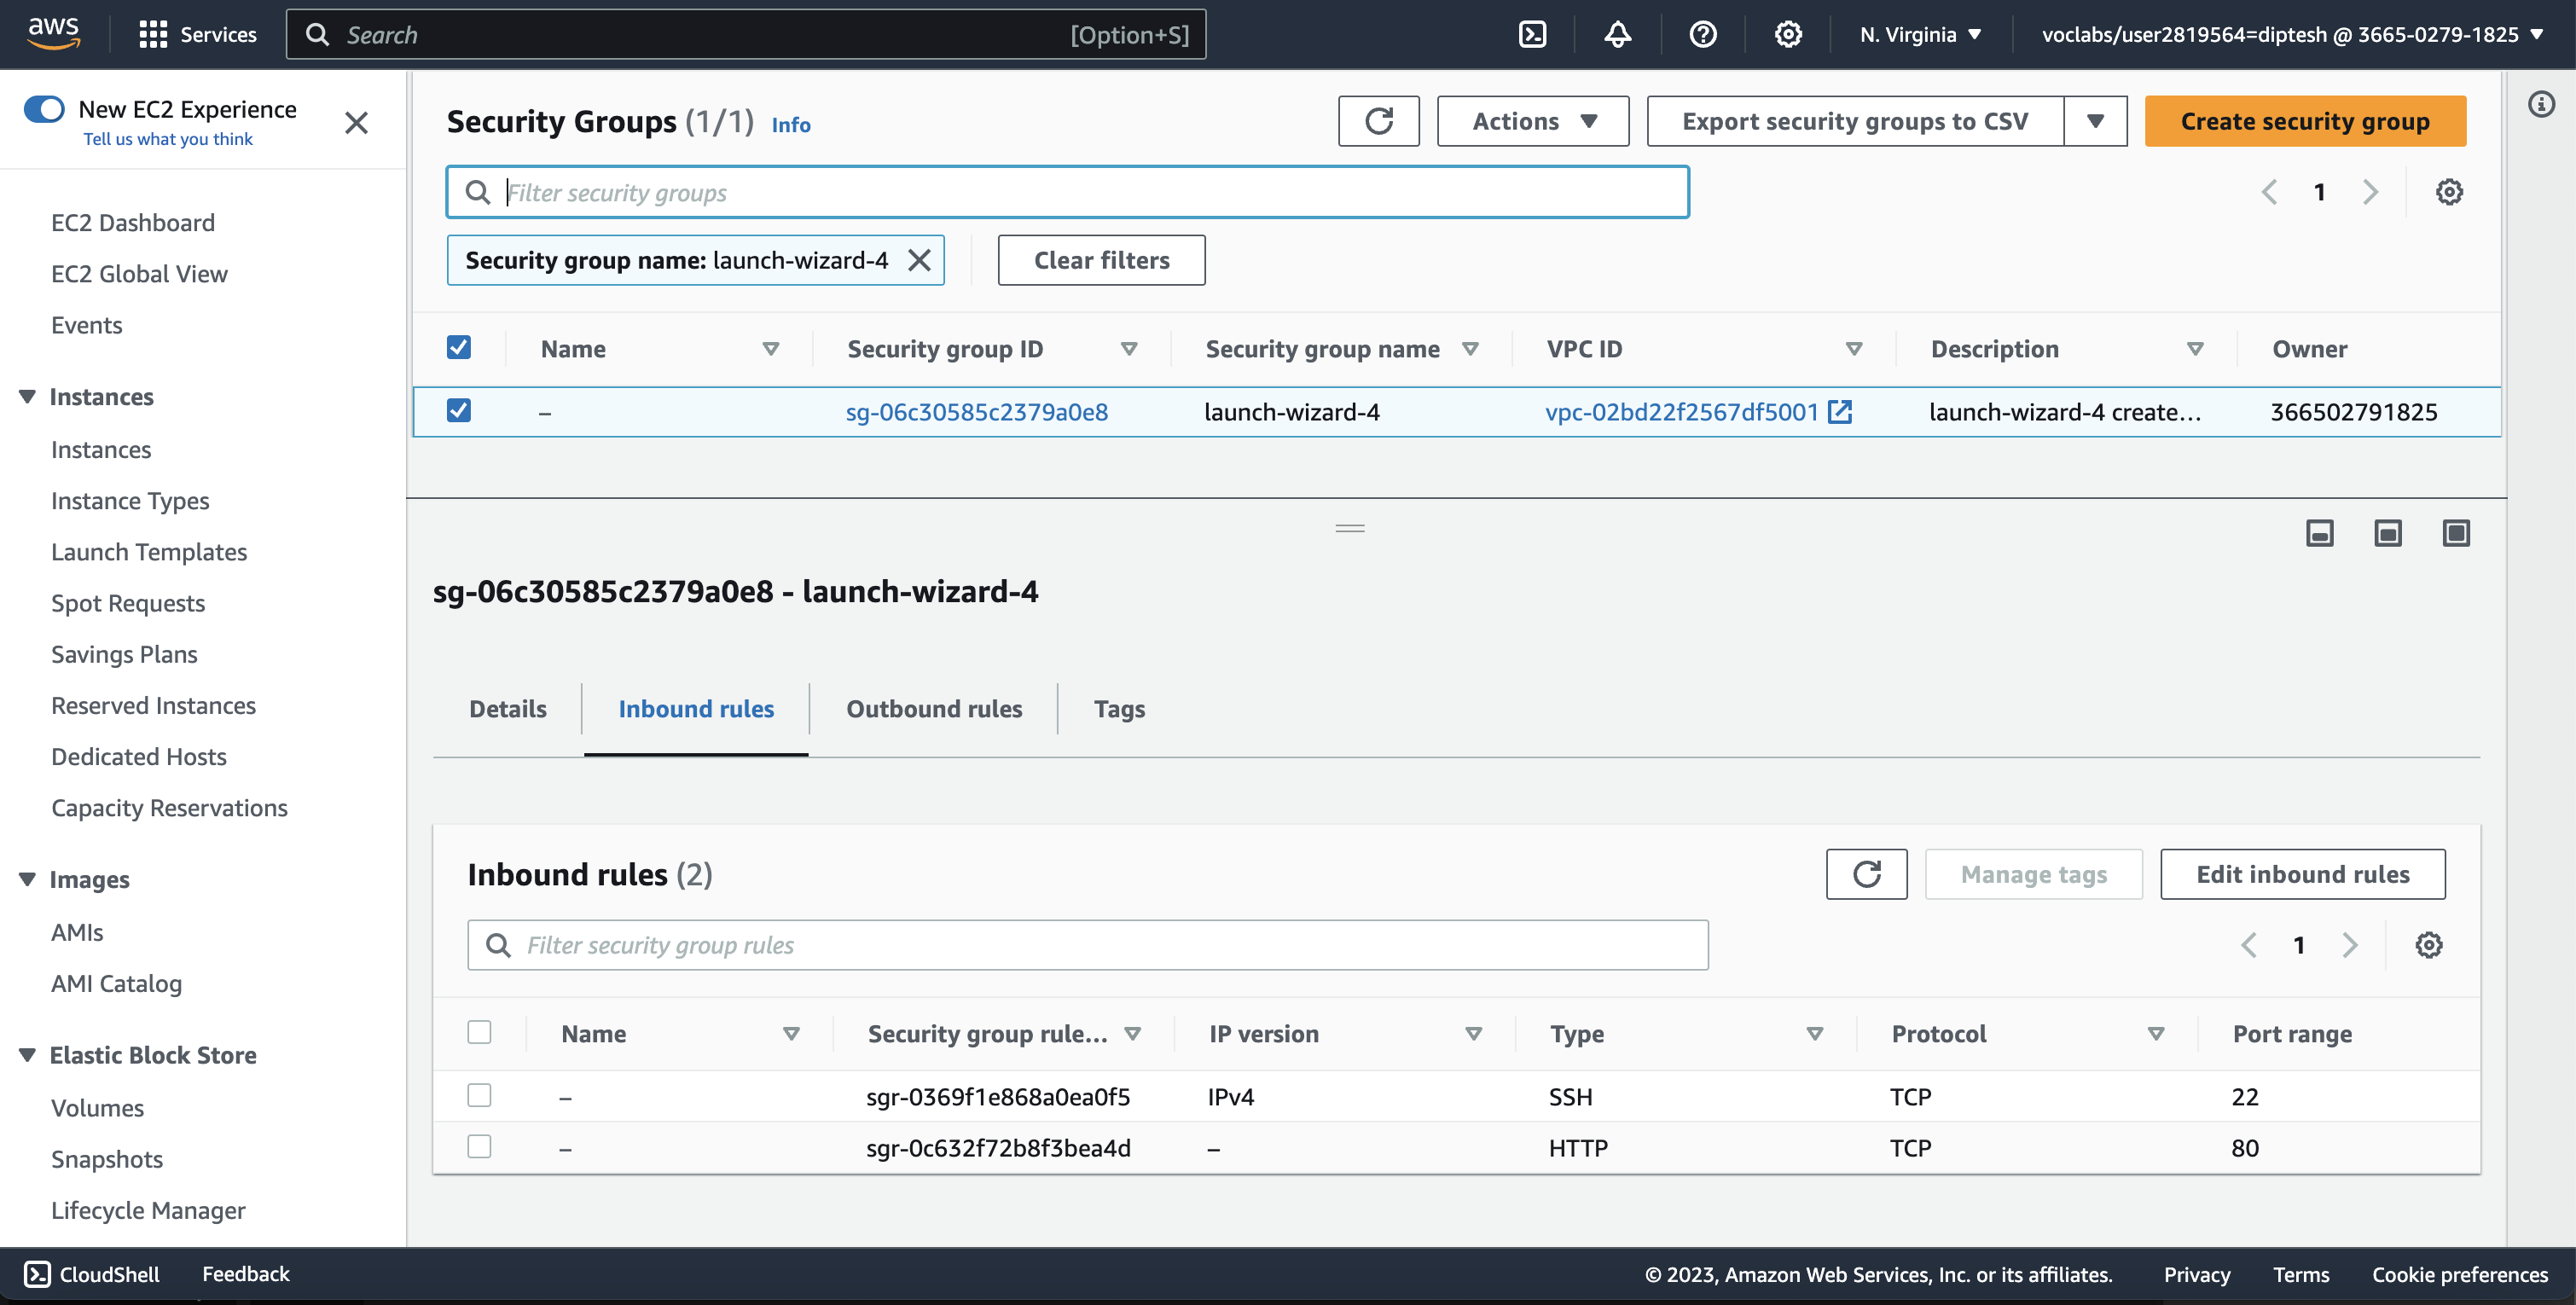 aws
Services
Search
[Option+S]
N. Virginia
voclabs/user2819564=diptesh @ 3665-0279-1825
New EC2 Experience
Tell us what you think
EC2 Dashboard
EC2 Global View
Events
Instances
Instances
Instance Types
Launch Templates
Spot Requests
Savings Plans
Reserved Instances
Dedicated Hosts
Capacity Reservations
Images
AMIs
AMI Catalog
Elastic Block Store
Volumes
Snapshots
Lifecycle Manager
Security Groups (1/1) Info
Actions
Export security groups to CSV
Create security group
Filter security groups
1
Security group name: launch-wizard-4
Clear filters
Name Security group ID Security group name VPC ID Description Owner
– sg-06c30585c2379a0e8 launch-wizard-4 vpc-02bd22f2567df5001 launch-wizard-4 create... 366502791825
sg-06c30585c2379a0e8 - launch-wizard-4
Details Inbound rules Outbound rules Tags
Inbound rules (2)
Manage tags
Edit inbound rules
Filter security group rules
1
Name Security group rule... IP version Type Protocol Port range
– sgr-0369f1e868a0ea0f5 IPv4 SSH TCP 22
– sgr-0c632f72b8f3bea4d – HTTP TCP 80
CloudShell
Feedback
© 2023, Amazon Web Services, Inc. or its affiliates.
Privacy
Terms
Cookie preferences